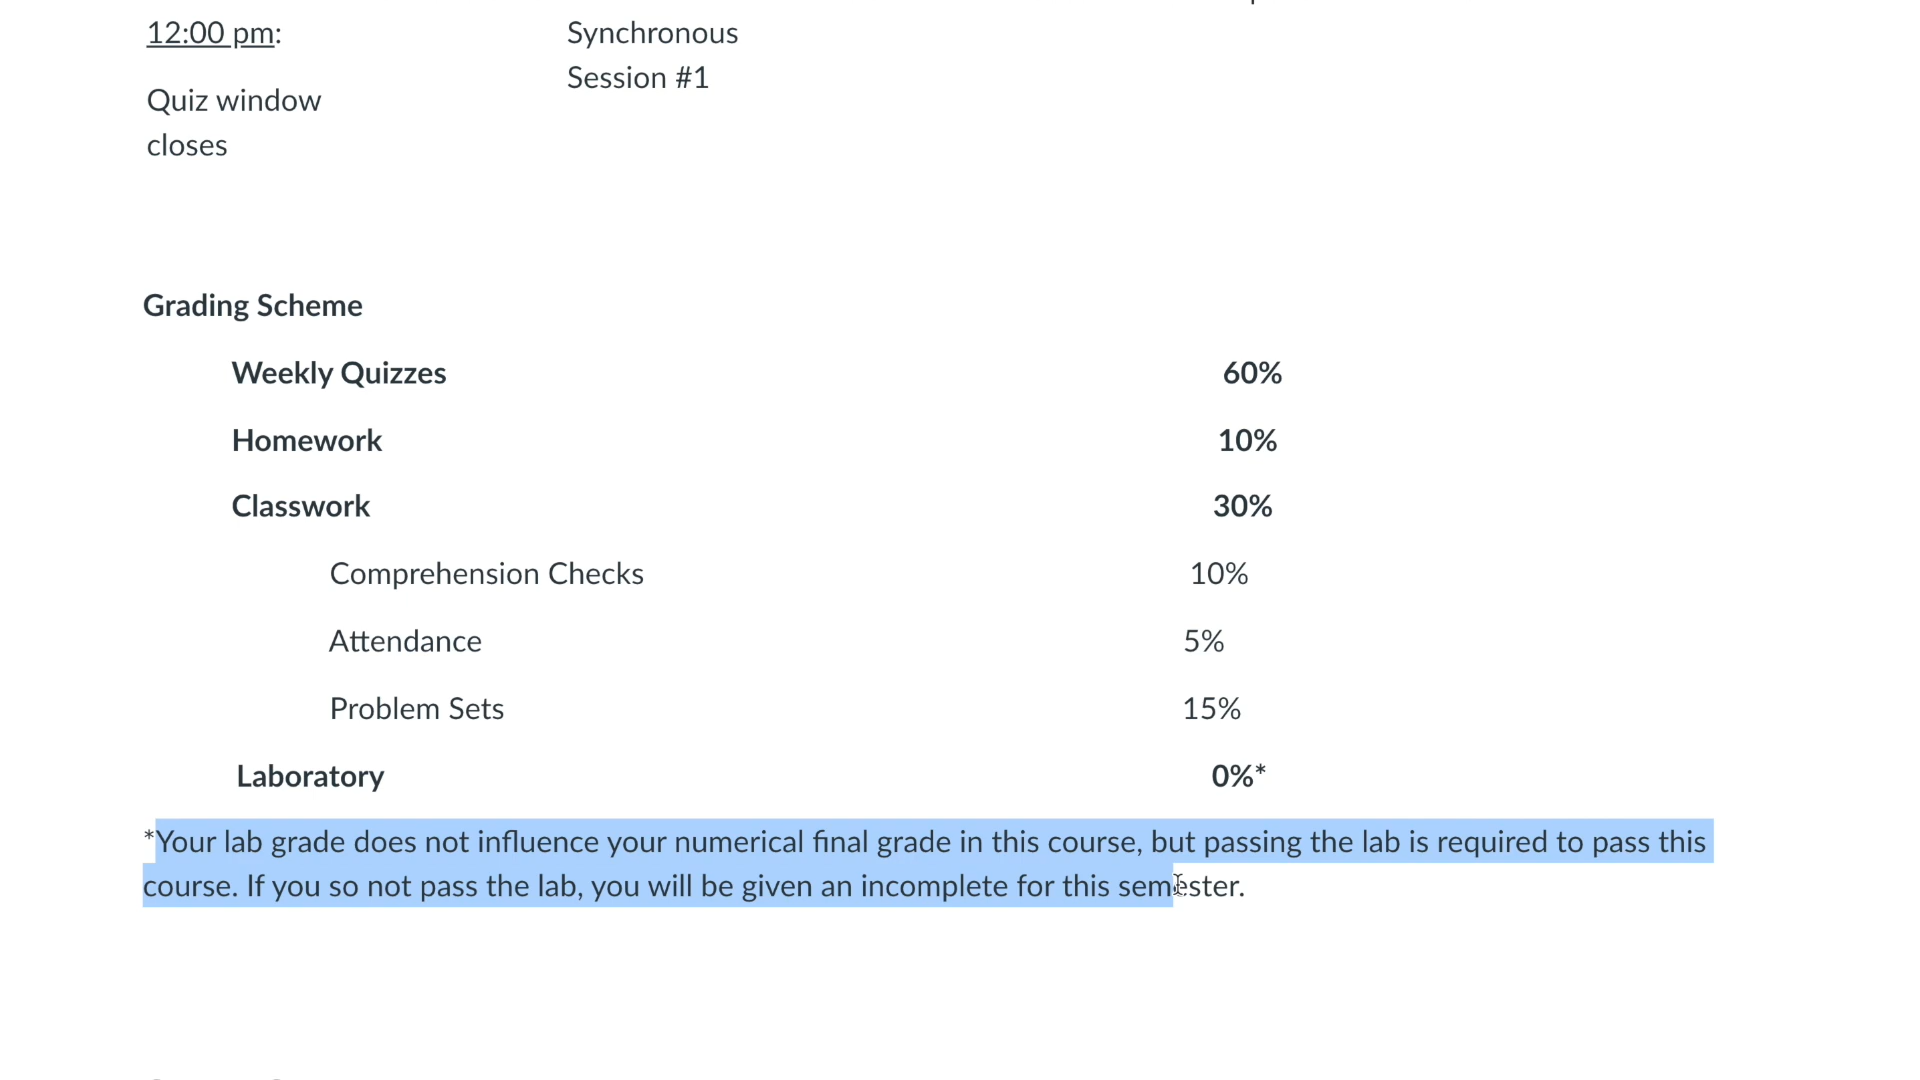 12:00 pm:
Quiz window
closes
Synchronous
Session #1
Grading Scheme
Weekly Quizzes 60%
Homework 10%
Classwork 30%
Comprehension Checks 10%
Attendance 5%
Problem Sets 15%
Laboratory 0%*
*Your lab grade does not influence your numerical final grade in this course, but passing the lab is required to pass this
course. If you so not pass the lab, you will be given an incomplete for this semester.